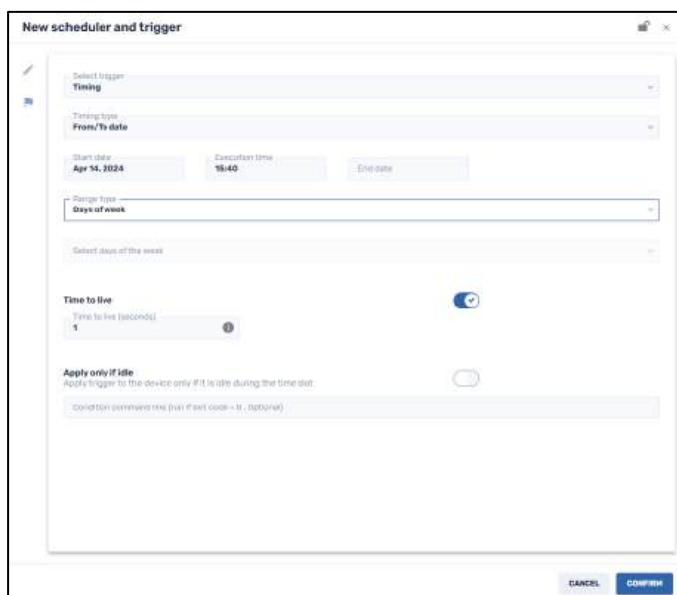 New scheduler and trigger
Select trigger
Timing
Timing type
From/To date
Start date
Apr 14, 2024
Execution time
15:40
End date
Range type
Days of week
Select days of the week
Time to live
Time to live (seconds)
1
Apply only if idle
Apply trigger to the device only if it is idle during the time slot
Condition command line (run if exit code = 0 , Optional)
CANCEL
CONFIRM